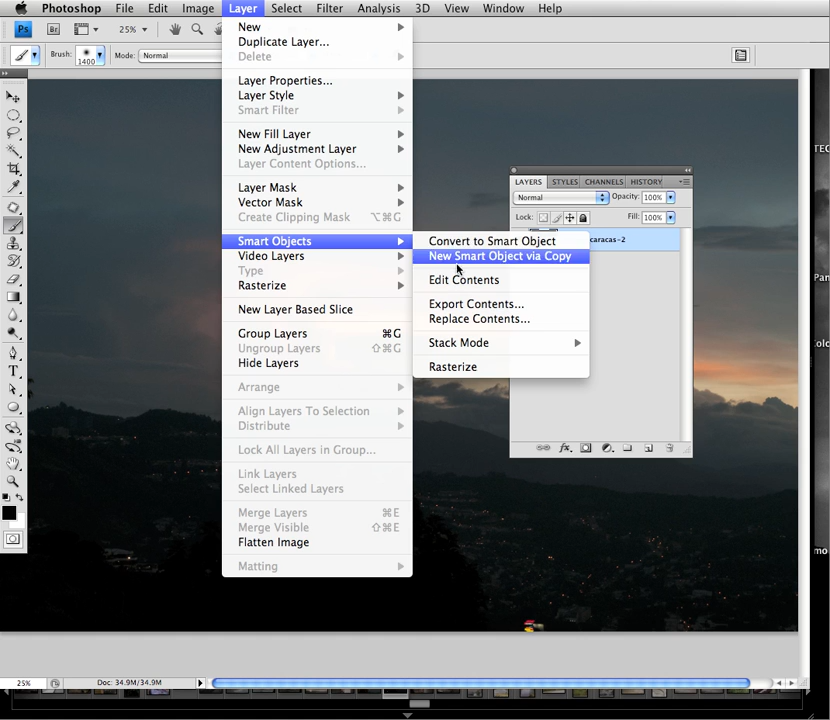 Photoshop File Edit Image Layer Select Filter Analysis 3D View Window Help
Ps Br 25%
Brush: 1400 Mode: Normal
New
Duplicate Layer...
Delete
Layer Properties...
Layer Style
Smart Filter
New Fill Layer
New Adjustment Layer
Layer Content Options...
Layer Mask
Vector Mask
Create Clipping Mask ⌥⌘G
Smart Objects
Video Layers
Type
Rasterize
New Layer Based Slice
Group Layers ⌘G
Ungroup Layers ⇧⌘G
Hide Layers
Arrange
Align Layers To Selection
Distribute
Lock All Layers in Group...
Link Layers
Select Linked Layers
Merge Layers ⌘E
Merge Visible ⇧⌘E
Flatten Image
Matting
Convert to Smart Object
New Smart Object via Copy
Edit Contents
Export Contents...
Replace Contents...
Stack Mode
Rasterize
LAYERS STYLES CHANNELS HISTORY
Normal Opacity: 100%
Lock: Fill: 100%
caracas-2
fx
T
25% Doc: 34.9M/34.9M